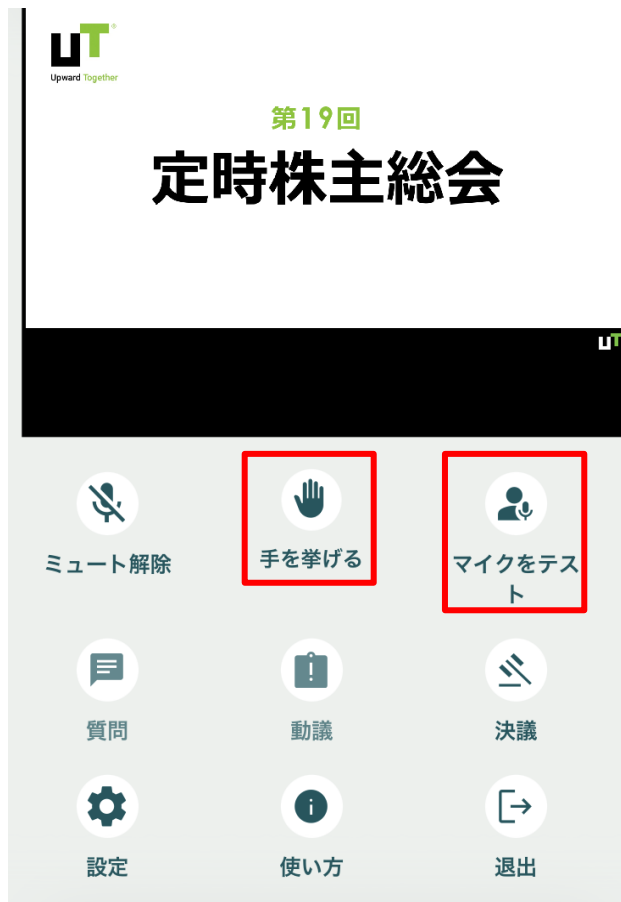 UT
Upward Together
第19回
定時株主総会
UT
ミュート解除
手を挙げる
マイクをテス
ト
質問
動議
決議
設定
使い方
退出